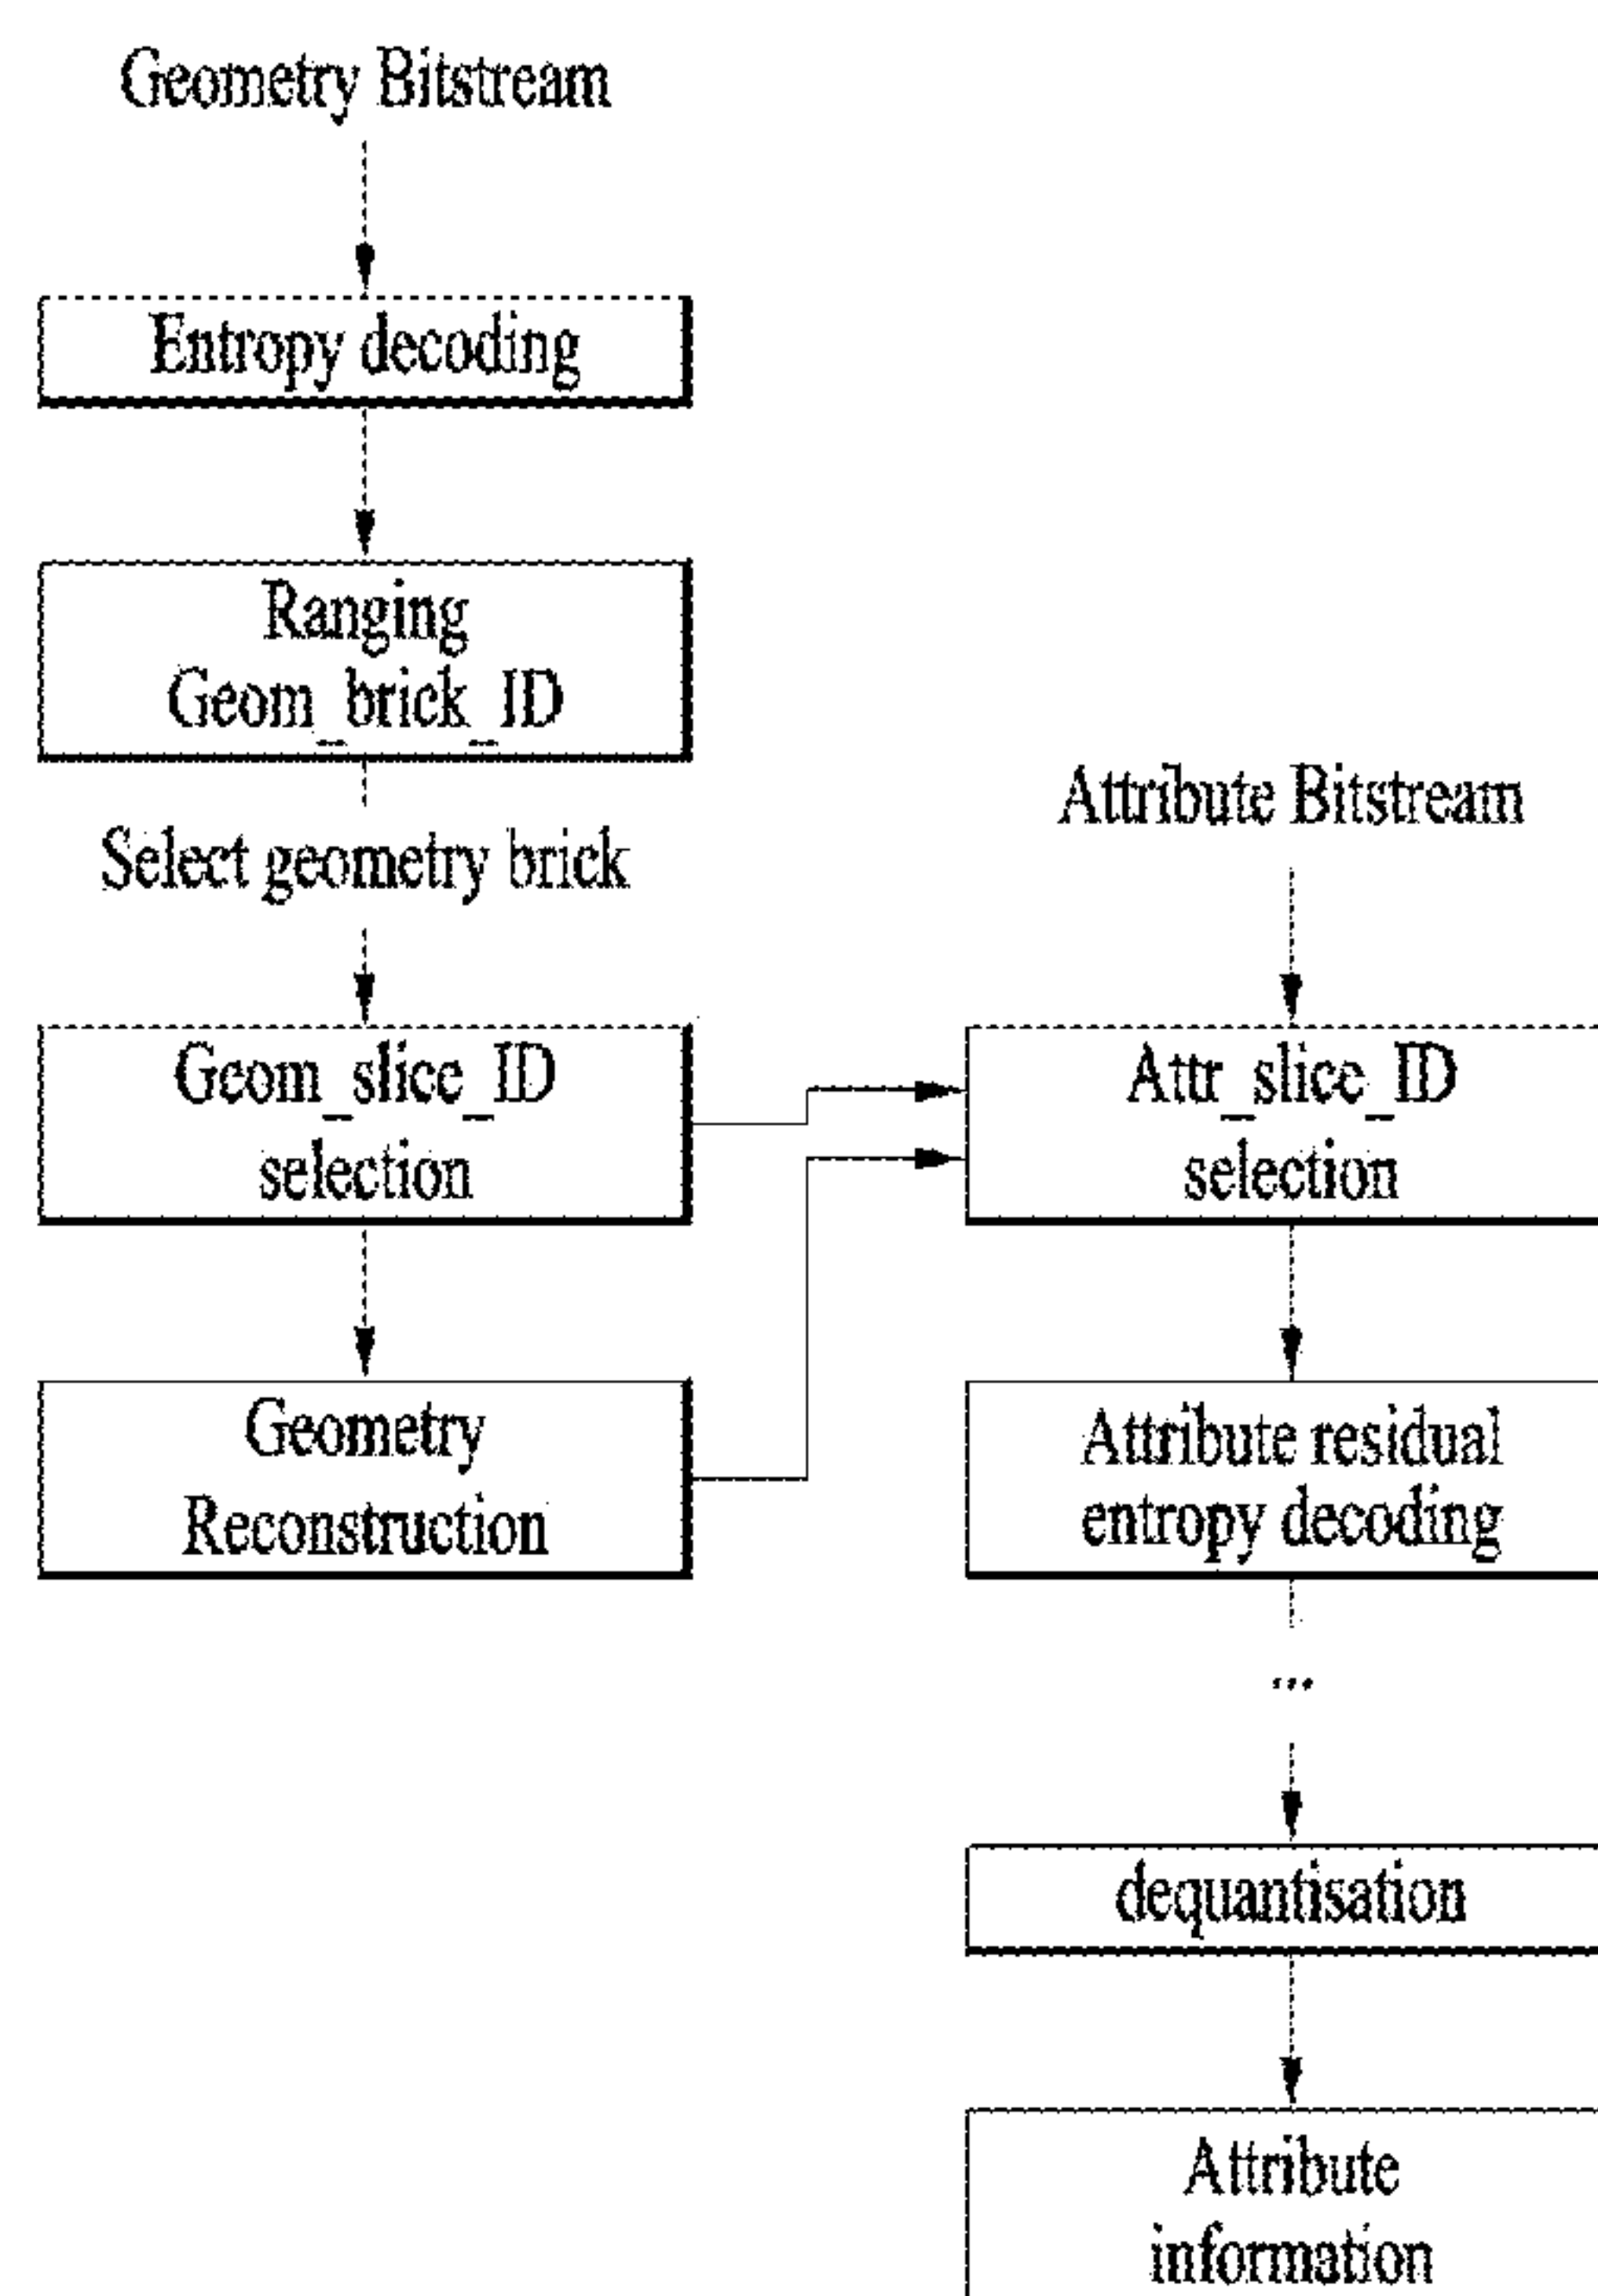 Geometry Bitstream
Entropy decoding
Ranging
Geom_brick_ID
Select geometry brick
Geom_slice_ID
selection
Geometry
Reconstruction
Attribute Bitstream
Attr_slice_ID
selection
Attribute residual
entropy decoding
...
dequantisation
Attribute
information